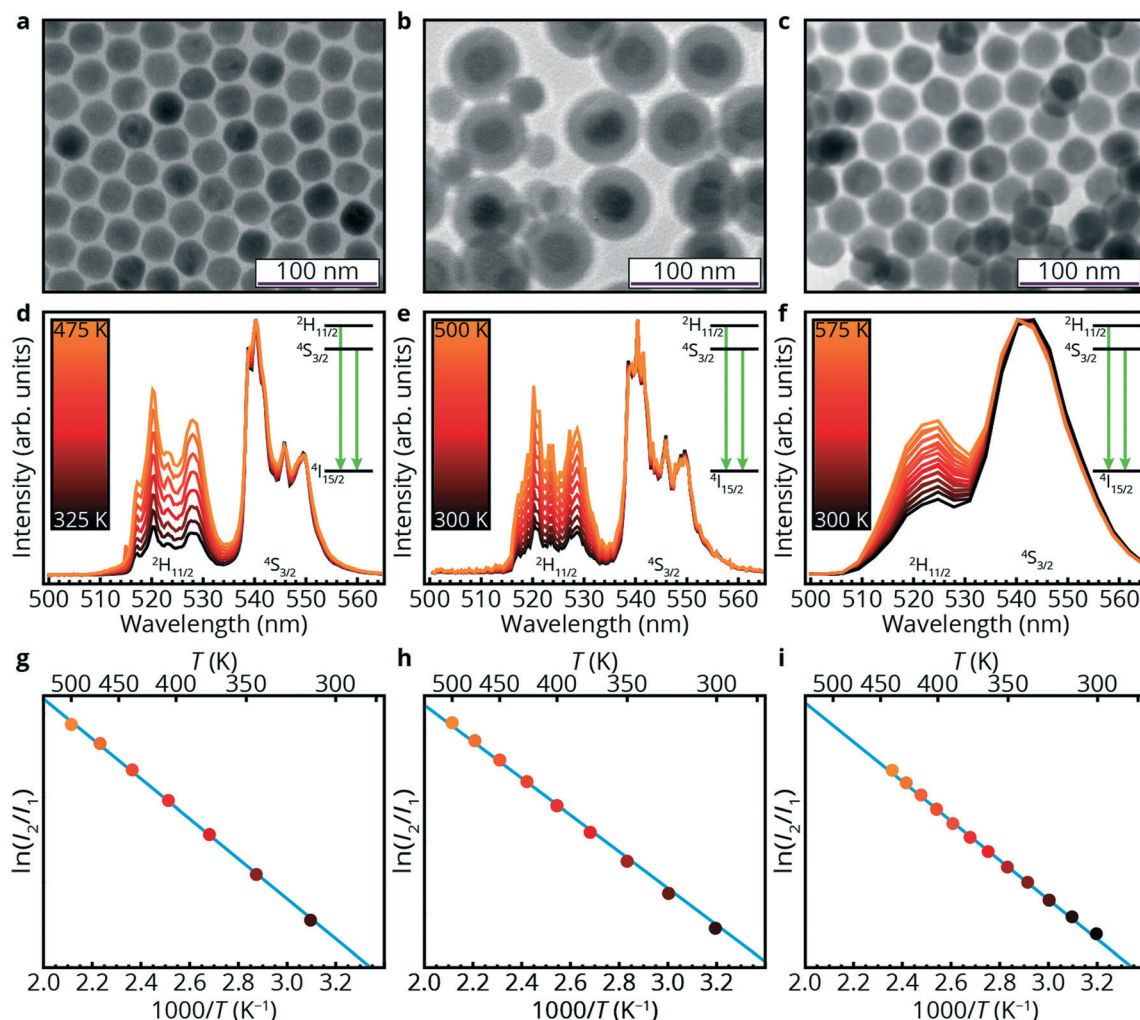 a
b
c
100 nm
100 nm
100 nm
d
e
f
475 K
325 K
²H₁₁/₂
⁴S₃/₂
⁴I₁₅/₂
²H₁₁/₂
⁴S₃/₂
Intensity (arb. units)
500 510 520 530 540 550 560
Wavelength (nm)
500 K
300 K
²H₁₁/₂
⁴S₃/₂
⁴I₁₅/₂
²H₁₁/₂
⁴S₃/₂
Intensity (arb. units)
500 510 520 530 540 550 560
Wavelength (nm)
575 K
300 K
²H₁₁/₂
⁴S₃/₂
⁴I₁₅/₂
²H₁₁/₂
⁴S₃/₂
Intensity (arb. units)
500 510 520 530 540 550 560
Wavelength (nm)
g
T (K)
500 450 400 350 300
ln(I₂/I₁)
2.0 2.2 2.4 2.6 2.8 3.0 3.2
1000/T (K⁻¹)
h
T (K)
500 450 400 350 300
ln(I₂/I₁)
2.0 2.2 2.4 2.6 2.8 3.0 3.2
1000/T (K⁻¹)
i
T (K)
500 450 400 350 300
ln(I₂/I₁)
2.0 2.2 2.4 2.6 2.8 3.0 3.2
1000/T (K⁻¹)